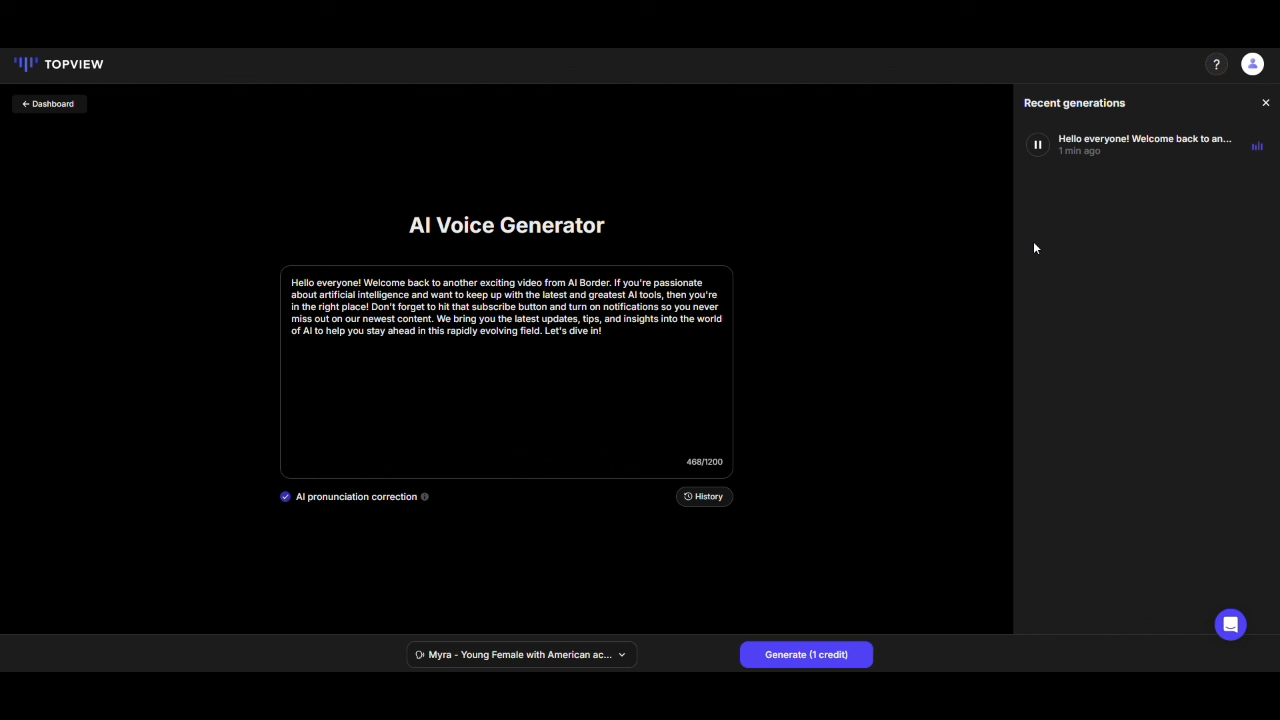 TOPVIEW
?
← Dashboard
Recent generations
Hello everyone! Welcome back to an...
1 min ago
AI Voice Generator
Hello everyone! Welcome back to another exciting video from AI Border. If you're passionate
about artificial intelligence and want to keep up with the latest and greatest AI tools, then you're
in the right place! Don't forget to hit that subscribe button and turn on notifications so you never
miss out on our newest content. We bring you the latest updates, tips, and insights into the world
of AI to help you stay ahead in this rapidly evolving field. Let's dive in!
468/1200
AI pronunciation correction
History
Myra - Young Female with American ac...
Generate (1 credit)